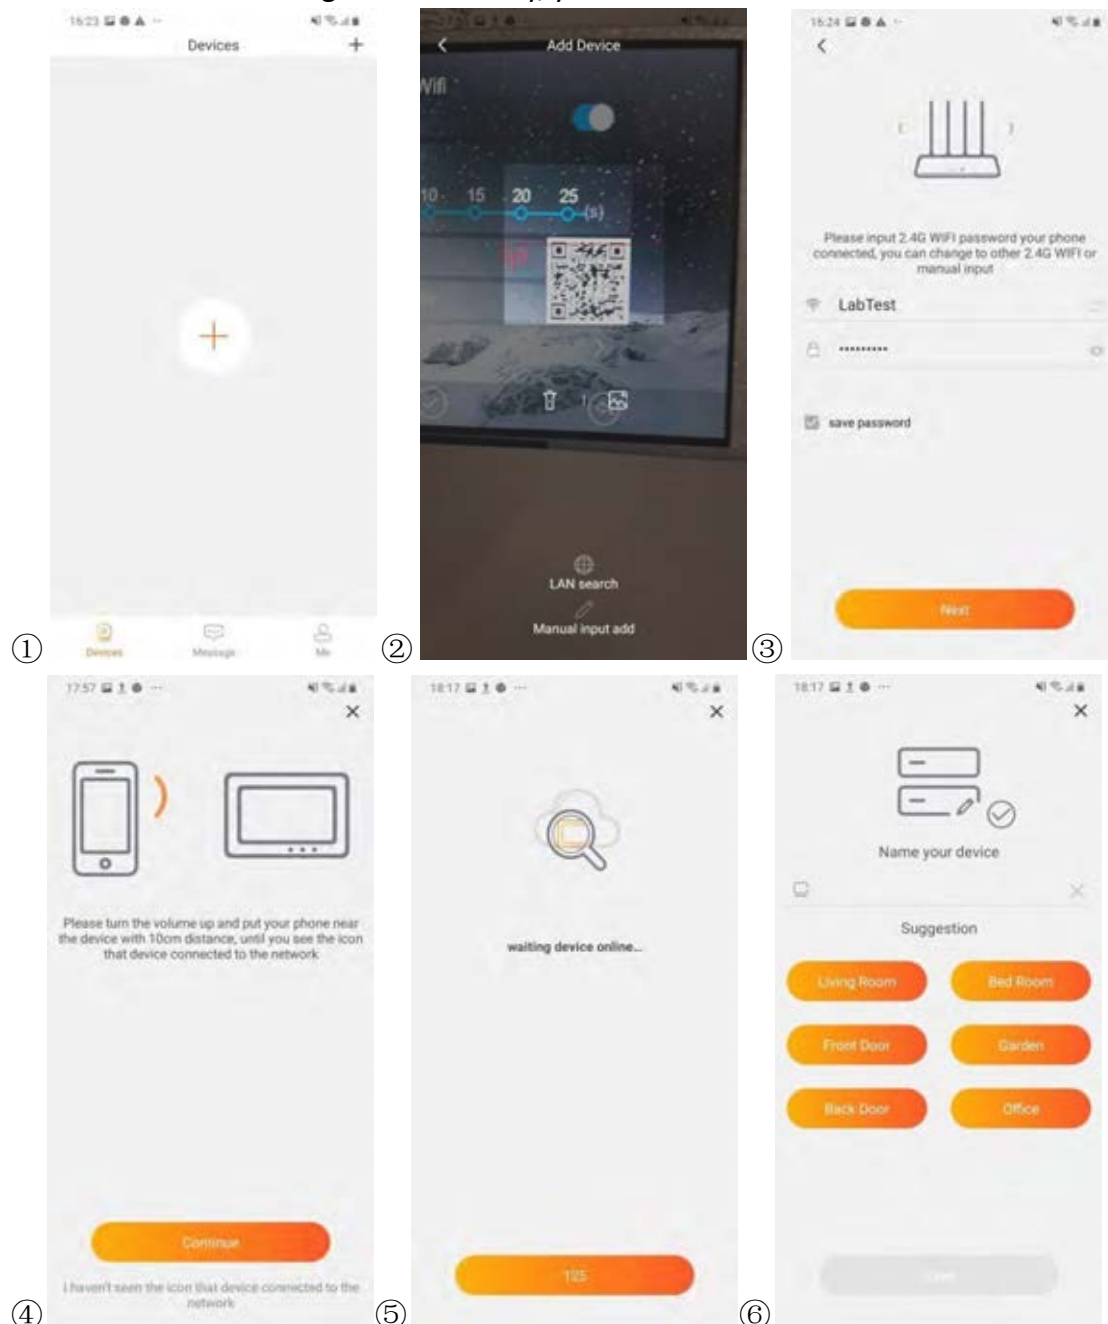 16:23
Devices
+
Devices
Message
Me
①
Add Device
Wifi
10 15 20 25
(s)
LAN search
Manual input add
②
16:24
Please input 2.4G WIFI password your phone
connected, you can change to other 2.4G WIFI or
manual input
LabTest
•••••••••
save password
Next
③
17:57
Please turn the volume up and put your phone near
the device with 10cm distance, until you see the icon
that device connected to the network
Continue
I haven't seen the icon that device connected to the
network
④
18:17
waiting device online...
⑤
18:17
Name your device
Suggestion
Living Room
Bed Room
Front Door
Garden
Back Door
Office
⑥